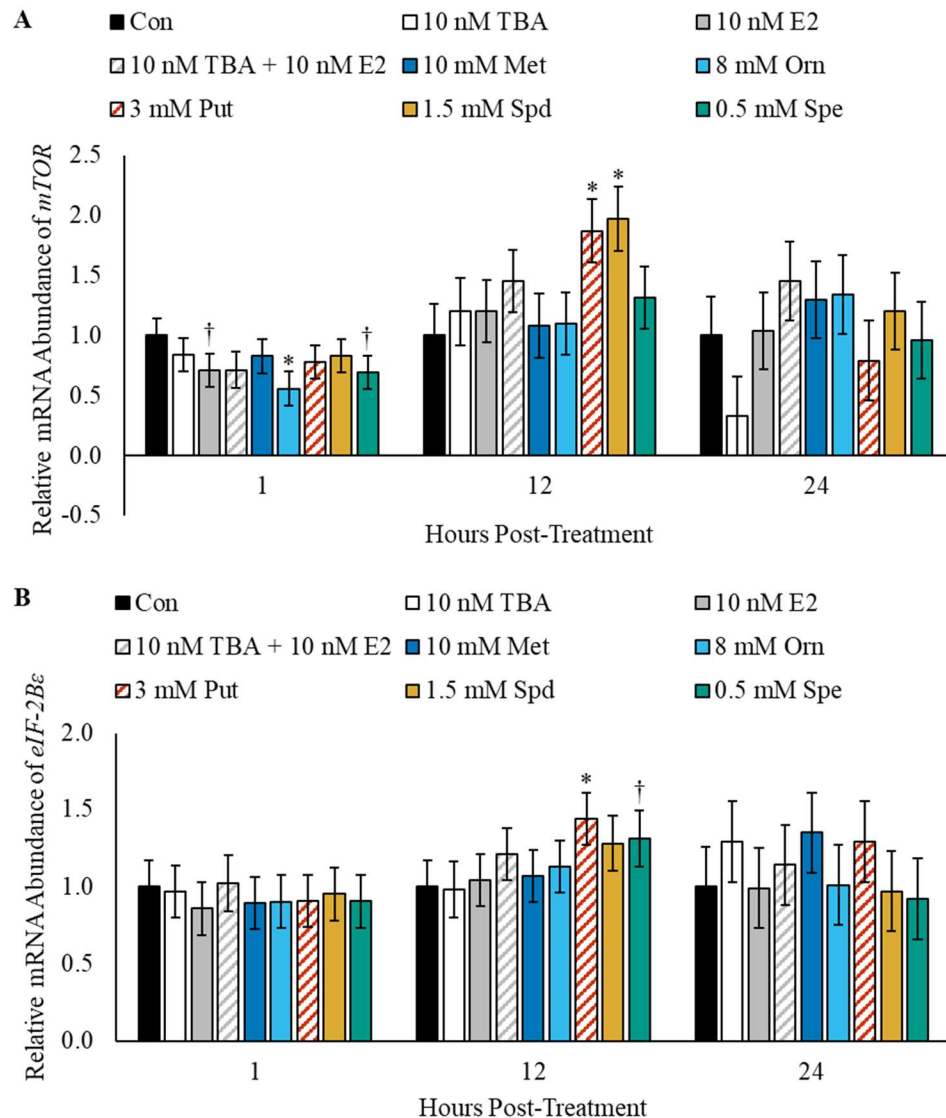 A
Con
10 nM TBA
10 nM E2
10 nM TBA + 10 nM E2
10 mM Met
8 mM Orn
3 mM Put
1.5 mM Spd
0.5 mM Spe
Relative mRNA Abundance of mTOR
2.5
2.0
1.5
1.0
0.5
0.0
-0.5
†
*
†
*
*
1
12
24
Hours Post-Treatment
B
Con
10 nM TBA
10 nM E2
10 nM TBA + 10 nM E2
10 mM Met
8 mM Orn
3 mM Put
1.5 mM Spd
0.5 mM Spe
Relative mRNA Abundance of eIF-2Bε
2.0
1.5
1.0
0.5
0.0
*
†
1
12
24
Hours Post-Treatment